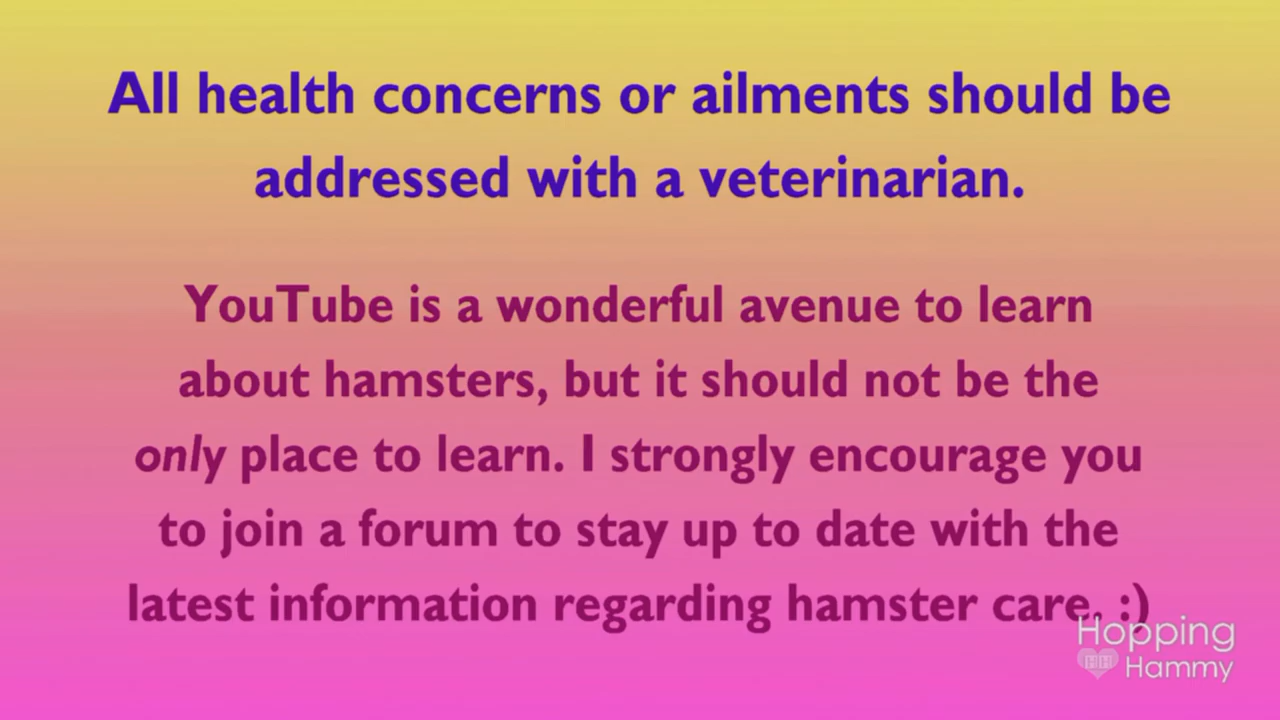 All health concerns or ailments should be
addressed with a veterinarian.
YouTube is a wonderful avenue to learn
about hamsters, but it should not be the
only place to learn. I strongly encourage you
to join a forum to stay up to date with the
latest information regarding hamster care. :)
Hopping
HH Hammy